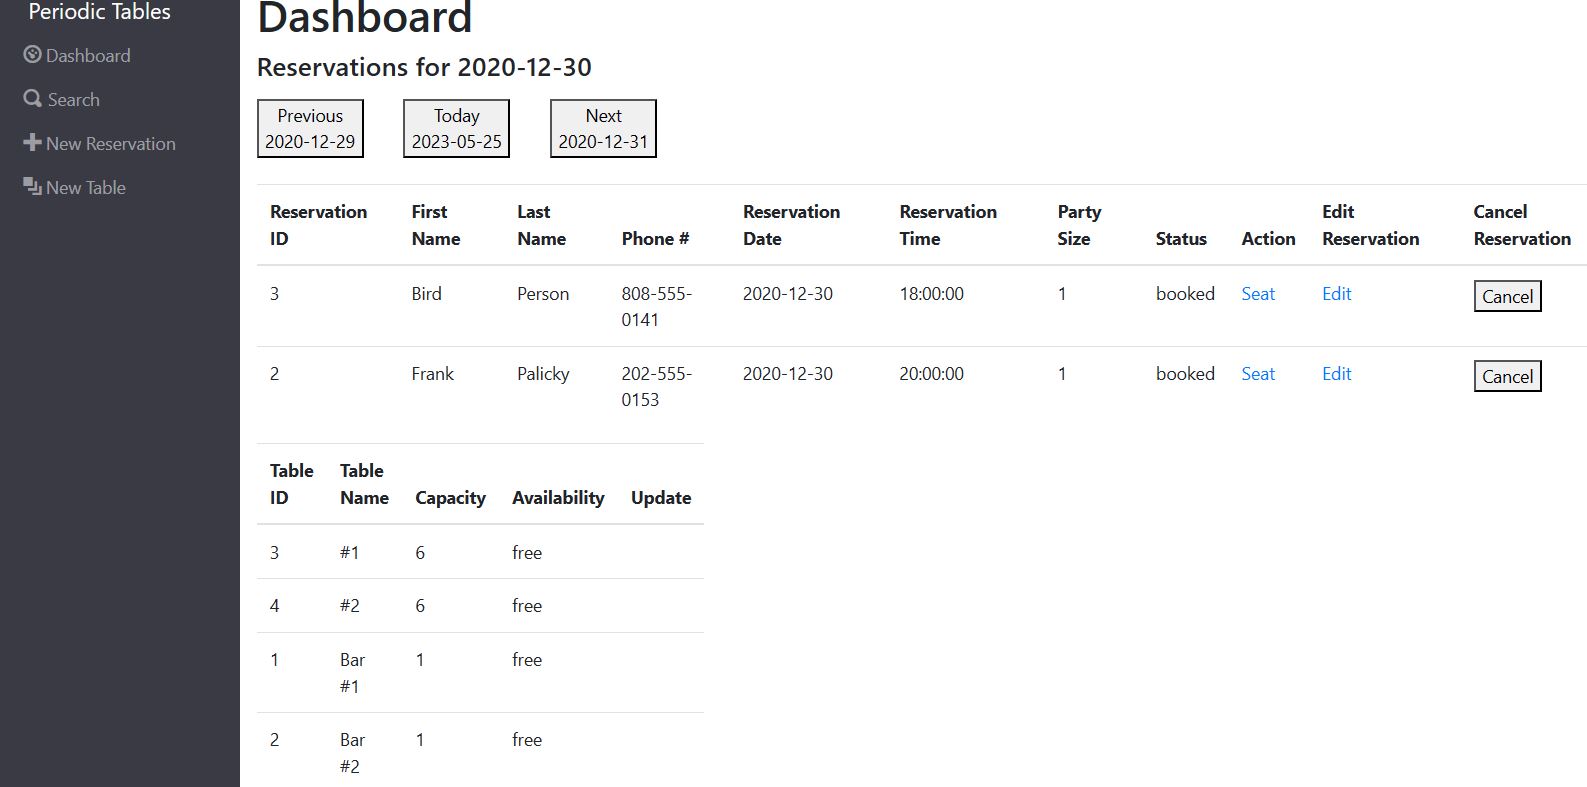 Periodic Tables
Dashboard
Search
New Reservation
New Table
Dashboard
Reservations for 2020-12-30
Previous
2020-12-29
Today
2023-05-25
Next
2020-12-31
Reservation ID First Name Last Name Phone # Reservation Date Reservation Time Party Size Status Action Edit Reservation Cancel Reservation
3 Bird Person 808-555-0141 2020-12-30 18:00:00 1 booked Seat Edit Cancel
2 Frank Palicky 202-555-0153 2020-12-30 20:00:00 1 booked Seat Edit Cancel
Table ID Table Name Capacity Availability Update
3 #1 6 free
4 #2 6 free
1 Bar #1 1 free
2 Bar #2 1 free